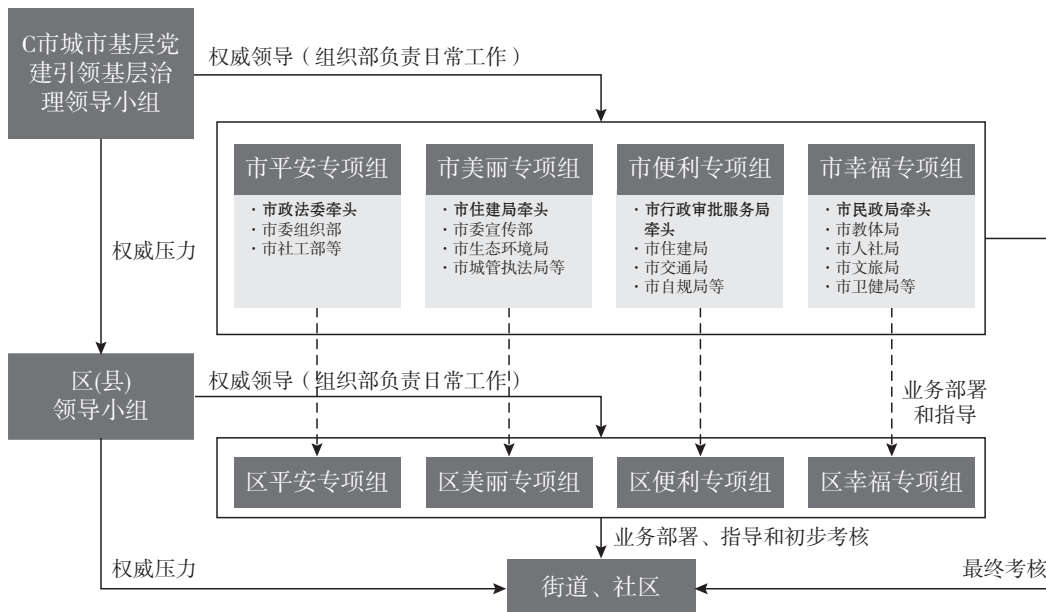 C市城市基层党
建引领基层治
理领导小组
权威领导（组织部负责日常工作）
市平安专项组
·市政法委牵头
·市委组织部
·市社工部等
市美丽专项组
·市住建局牵头
·市委宣传部
·市生态环境局
·市城管执法局等
市便利专项组
·市行政审批服务局
牵头
·市住建局
·市交通局
·市自规局等
市幸福专项组
·市民政局牵头
·市教体局
·市人社局
·市文旅局
·市卫健局等
权威压力
区(县)
领导小组
权威领导（组织部负责日常工作）
业务部署
和指导
区平安专项组
区美丽专项组
区便利专项组
区幸福专项组
业务部署、指导和初步考核
权威压力
街道、社区
最终考核